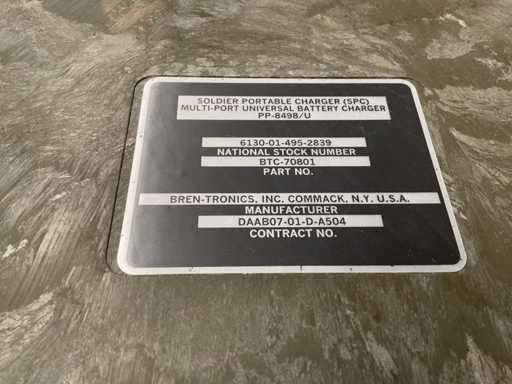 SOLDIER PORTABLE CHARGER (SPC)
MULTI-PORT UNIVERSAL BATTERY CHARGER
PP-8498/U
6130-01-495-2839
NATIONAL STOCK NUMBER
BTC-70801
PART NO.
BREN-TRONICS, INC. COMMACK, N.Y. U.S.A.
MANUFACTURER
DAAB07-01-D-A504
CONTRACT NO.